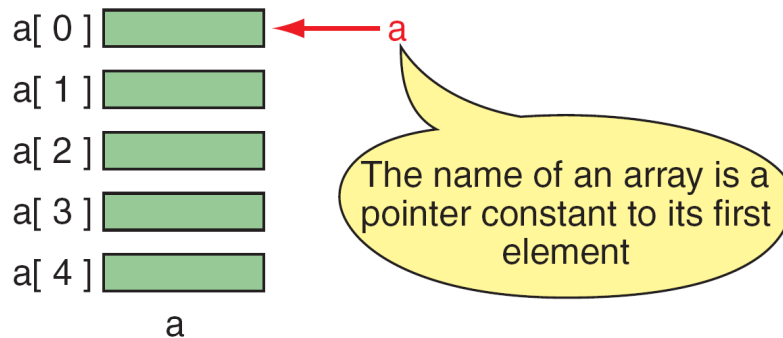 a[ 0 ]
a
a[ 1 ]
a[ 2 ]
The name of an array is a
pointer constant to its first
element
a[ 3 ]
a[ 4 ]
a